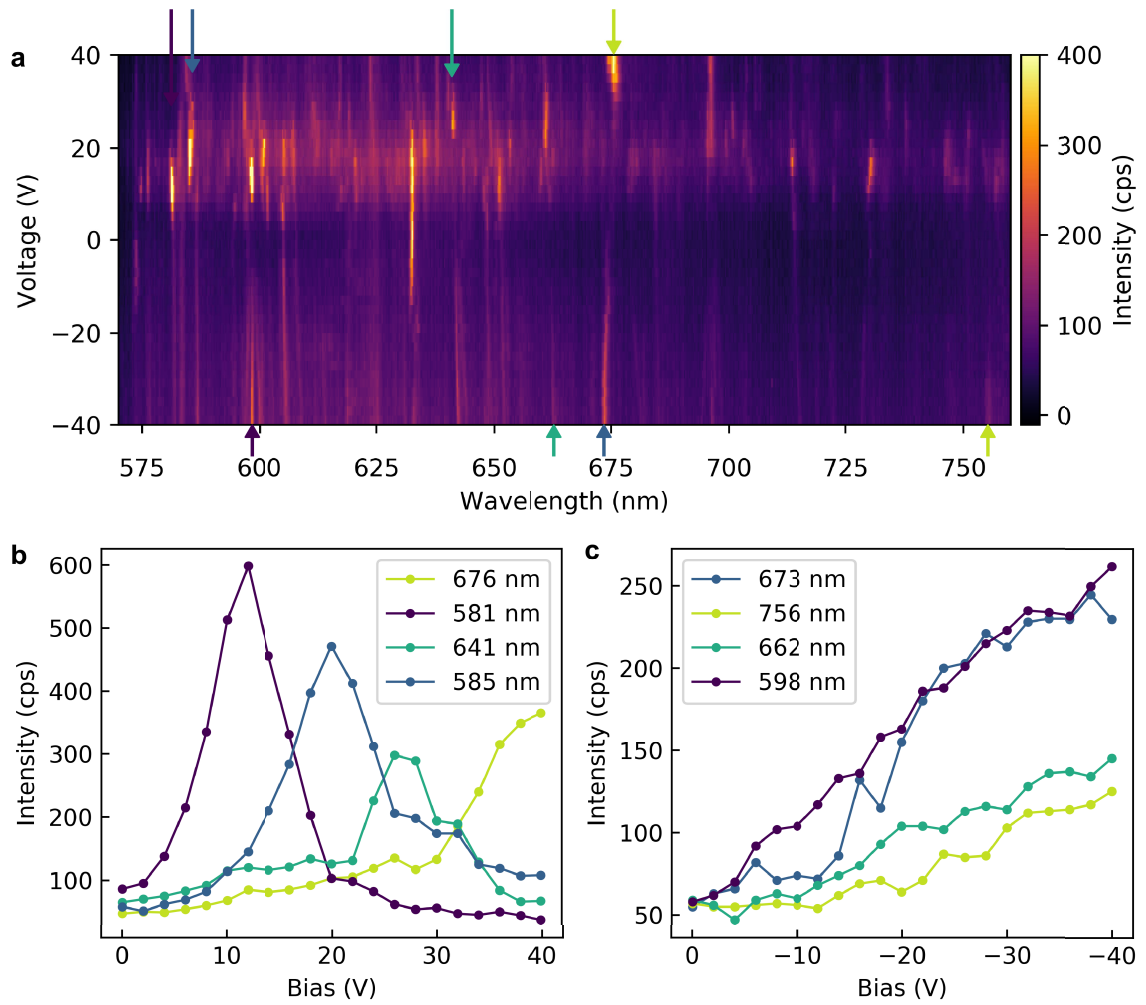 a
40
20
0
−20
−40
Voltage (V)
575 600 625 650 675 700 725 750
Wavelength (nm)
400
300
200
100
0
Intensity (cps)
b
600
500
400
300
200
100
Intensity (cps)
676 nm
581 nm
641 nm
585 nm
0 10 20 30 40
Bias (V)
c
250
200
150
100
50
Intensity (cps)
673 nm
756 nm
662 nm
598 nm
0 −10 −20 −30 −40
Bias (V)